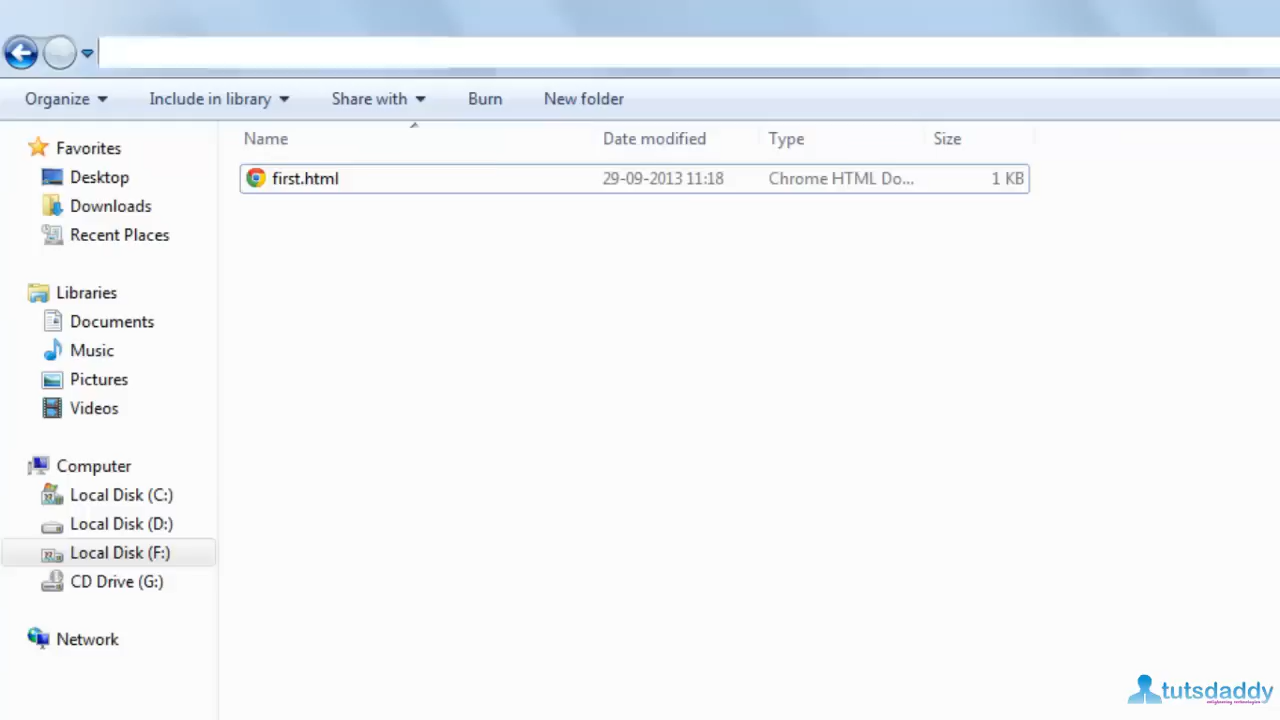 Organize Include in library Share with Burn New folder
Name Date modified Type Size
first.html 29-09-2013 11:18 Chrome HTML Do... 1 KB
Favorites
Desktop
Downloads
Recent Places
Libraries
Documents
Music
Pictures
Videos
Computer
Local Disk (C:)
Local Disk (D:)
Local Disk (F:)
CD Drive (G:)
Network
tutsdaddy